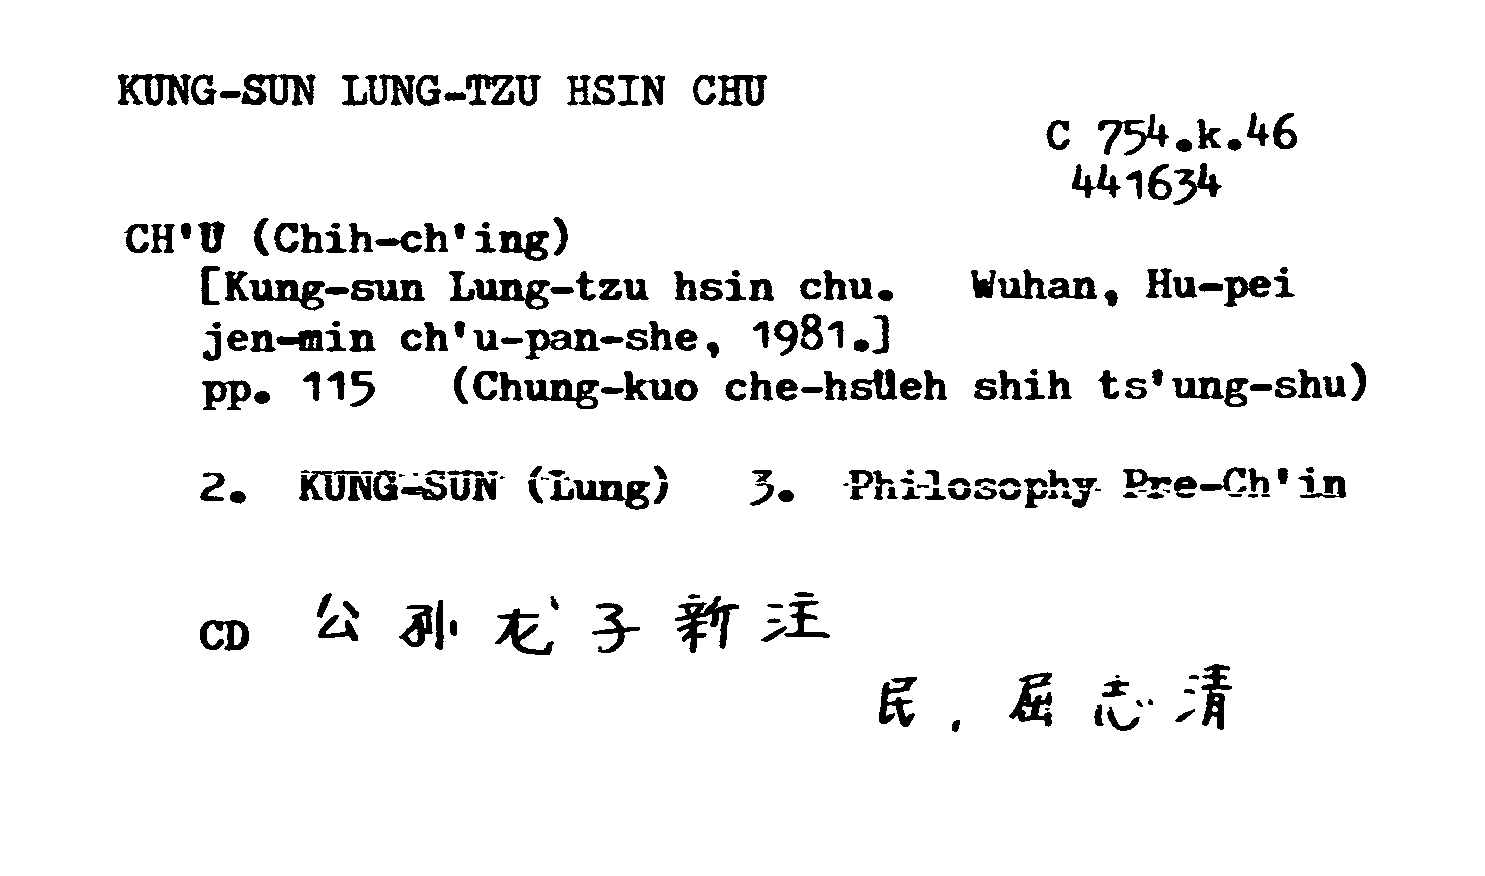 KUNG-SUN LUNG-TZU HSIN CHU
C 754.k.46
441634
CH'Ü (Chih-ch'ing)
[Kung-sun Lung-tzu hsin chu. Wuhan, Hu-pei
jen-min ch'u-pan-she, 1981.]
pp. 115 (Chung-kuo che-hsüeh shih ts'ung-shu)
2. KUNG-SUN (Lung) 3. Philosophy Pre-Ch'in
CD 公孙龙子新注
民. 屈志清